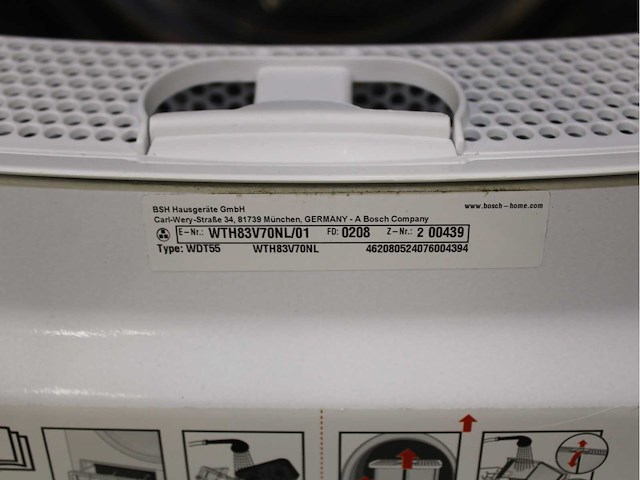 BSH Hausgeräte GmbH www.bosch-home.com
Carl-Wery-Straße 34, 81739 München, GERMANY - A Bosch Company
E-Nr.: WTH83V70NL/01 FD: 0208 Z-Nr.: 2 00439
Type: WDT55 WTH83V70NL 462080524076004394